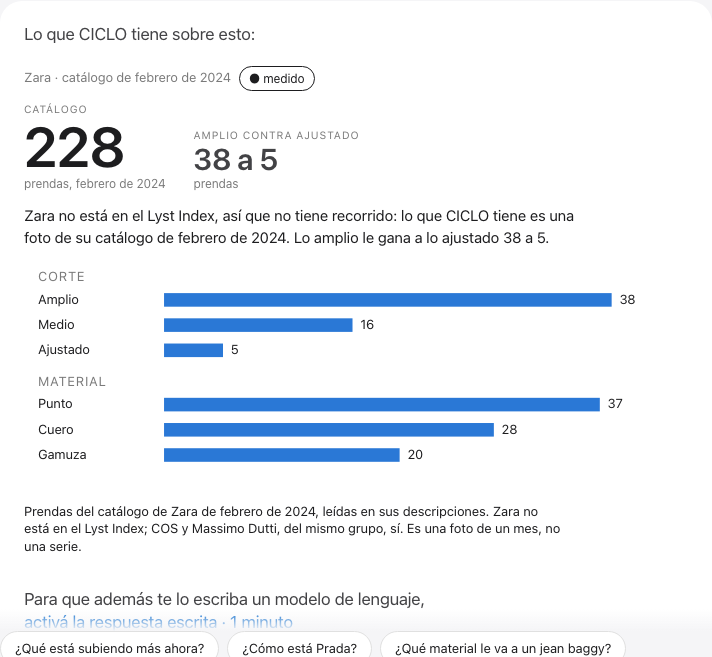 Lo que CICLO tiene sobre esto:
Zara · catálogo de febrero de 2024 ● medido
CATÁLOGO
228
prendas, febrero de 2024
AMPLIO CONTRA AJUSTADO
38 a 5
prendas
Zara no está en el Lyst Index, así que no tiene recorrido: lo que CICLO tiene es una
foto de su catálogo de febrero de 2024. Lo amplio le gana a lo ajustado 38 a 5.
CORTE
Amplio 38
Medio 16
Ajustado 5
MATERIAL
Punto 37
Cuero 28
Gamuza 20
Prendas del catálogo de Zara de febrero de 2024, leídas en sus descripciones. Zara no
está en el Lyst Index; COS y Massimo Dutti, del mismo grupo, sí. Es una foto de un mes, no
una serie.
Para que además te lo escriba un modelo de lenguaje,
activá la respuesta escrita · 1 minuto
¿Qué está subiendo más ahora? ¿Cómo está Prada? ¿Qué material le va a un jean baggy?